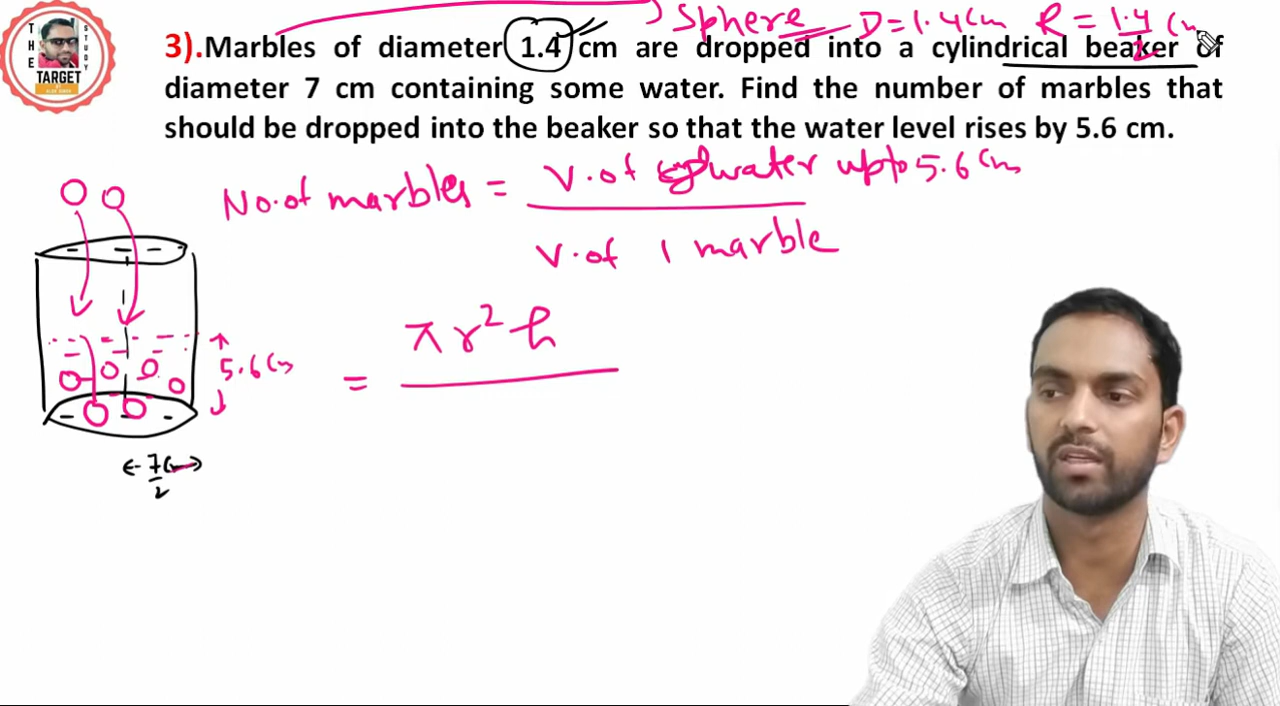 Sphere D=1.4cm R = 1.4/2 cm
3).Marbles of diameter 1.4 cm are dropped into a cylindrical beaker of
diameter 7 cm containing some water. Find the number of marbles that
should be dropped into the beaker so that the water level rises by 5.6 cm.
No.of marbles = V.of water upto 5.6 cm
V.of 1 marble
= πr²h
5.6 cm
7cm
2
THE
STUDY
TARGET